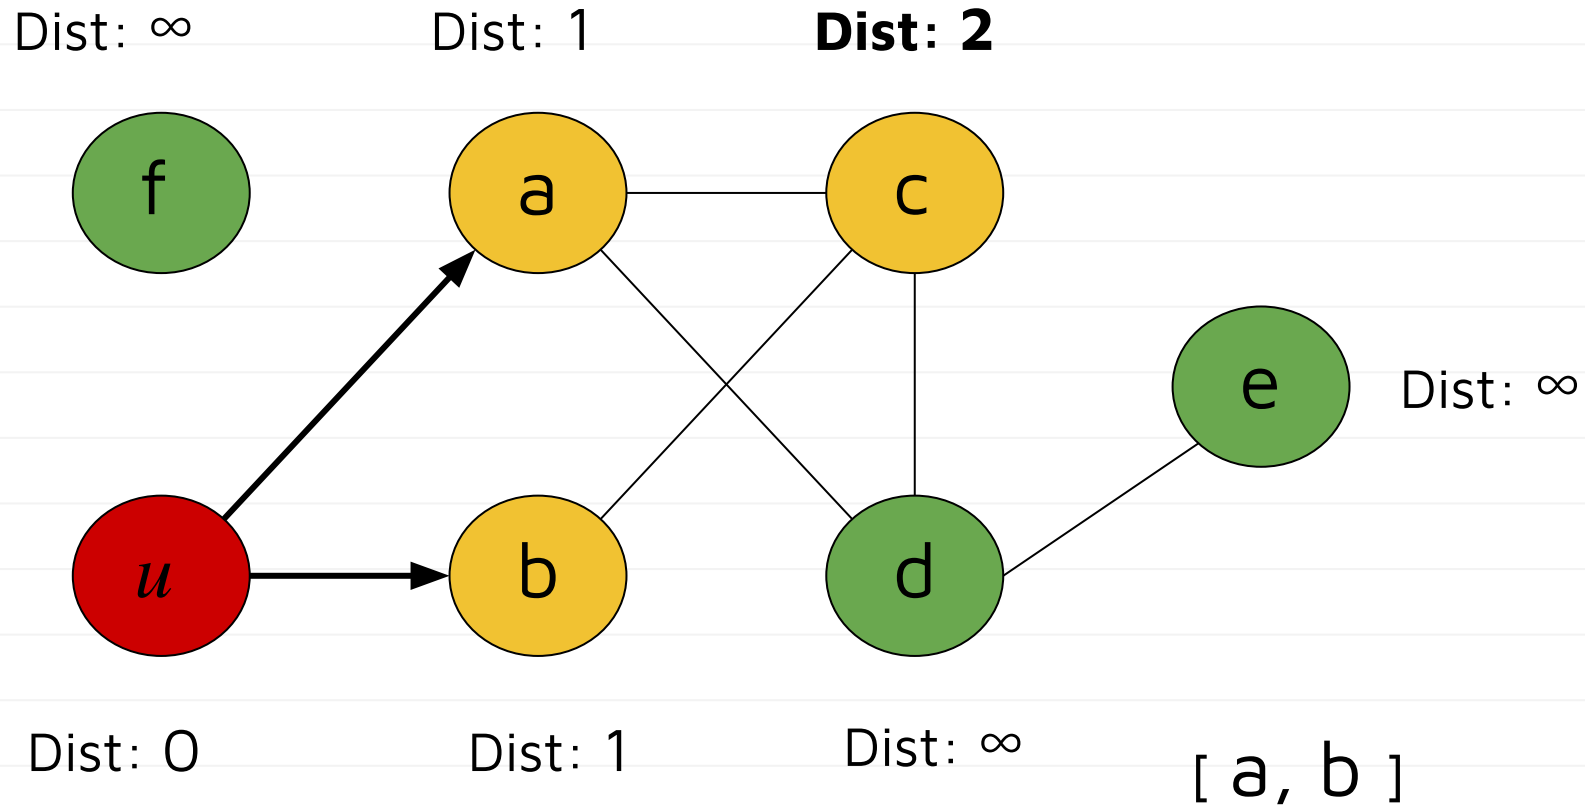 Dist: ∞
Dist: 1
Dist: 2
f
a
c
e
Dist: ∞
u
b
d
Dist: 0
Dist: 1
Dist: ∞
[ a, b ]